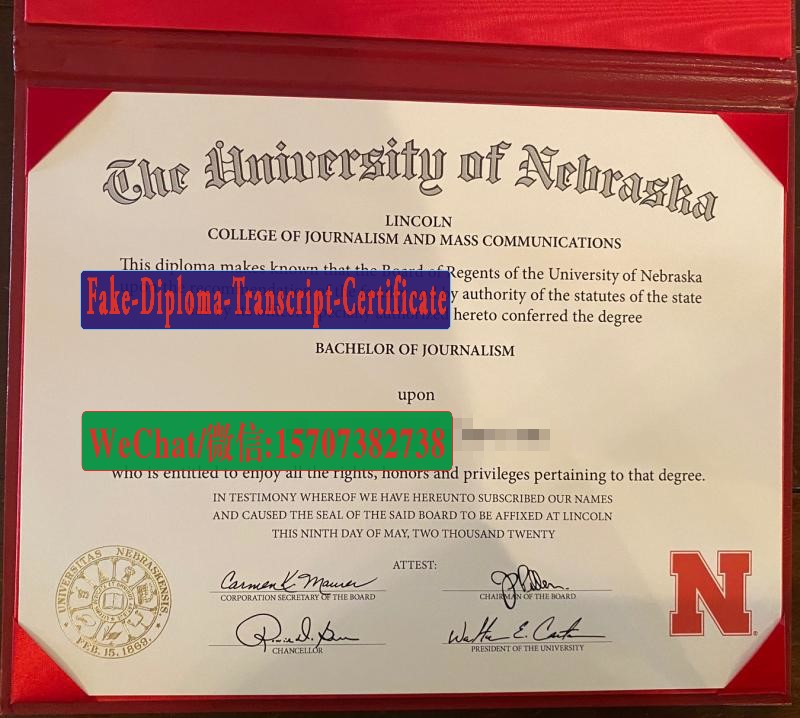 The University of Nebraska
LINCOLN
COLLEGE OF JOURNALISM AND MASS COMMUNICATIONS
This diploma makes known that the Board of Regents of the University of Nebraska
Fake-Diploma-Transcript-Certificate
by authority of the statutes of the state
hereto conferred the degree
BACHELOR OF JOURNALISM
upon
WeChat/微信:15707382738
who is entitled to enjoy all the rights, honors and privileges pertaining to that degree.
IN TESTIMONY WHEREOF WE HAVE HEREUNTO SUBSCRIBED OUR NAMES
AND CAUSED THE SEAL OF THE SAID BOARD TO BE AFFIXED AT LINCOLN
THIS NINTH DAY OF MAY, TWO THOUSAND TWENTY
ATTEST:
Carmen K. Maurer
CORPORATION SECRETARY OF THE BOARD
CHAIRMAN OF THE BOARD
CHANCELLOR
Walter E. Carter
PRESIDENT OF THE UNIVERSITY
UNIVERSITAS NEBRASKENSIS
FEB. 15. 1869.
N